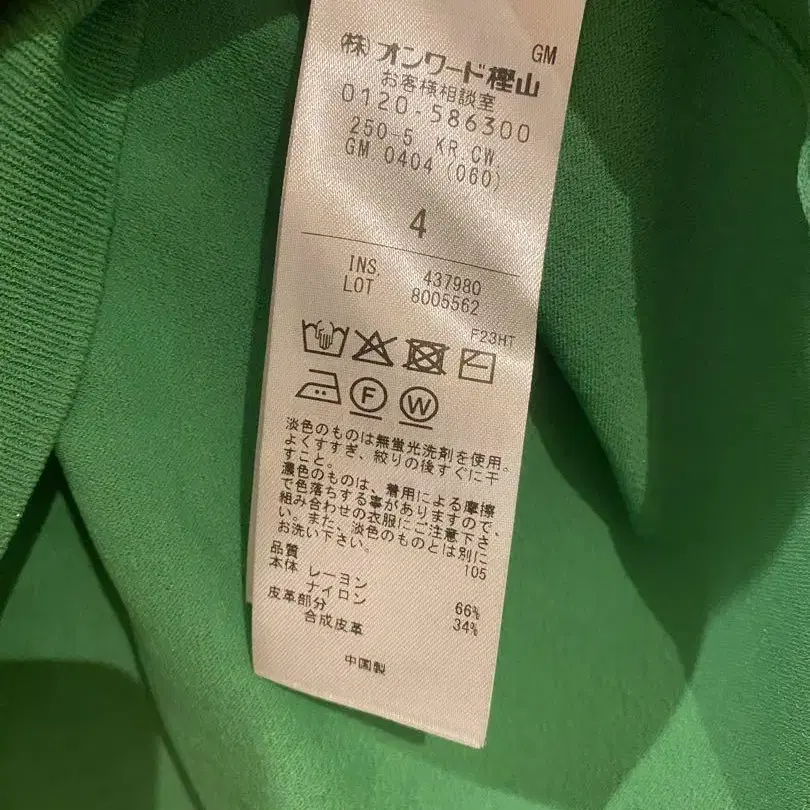 GM
(株)オンワード樫山
お客様相談室
0120-586300
250-5 KR.CW.
GM 0404 (060)
4
INS. 437980
LOT 8005562
F23HT
F
W
淡色のものは無蛍光洗剤を使用。
よくすすぎ、絞りの後すぐに干
すこと。
濃色のものは、着用による摩擦
で色落ちする事がありますので、
組み合わせの衣服にご注意下さ
い。また、淡色のものとは別に
お洗い下さい。
105
品質
本体 レーヨン 66%
ナイロン 34%
皮革部分
合成皮革
中国製